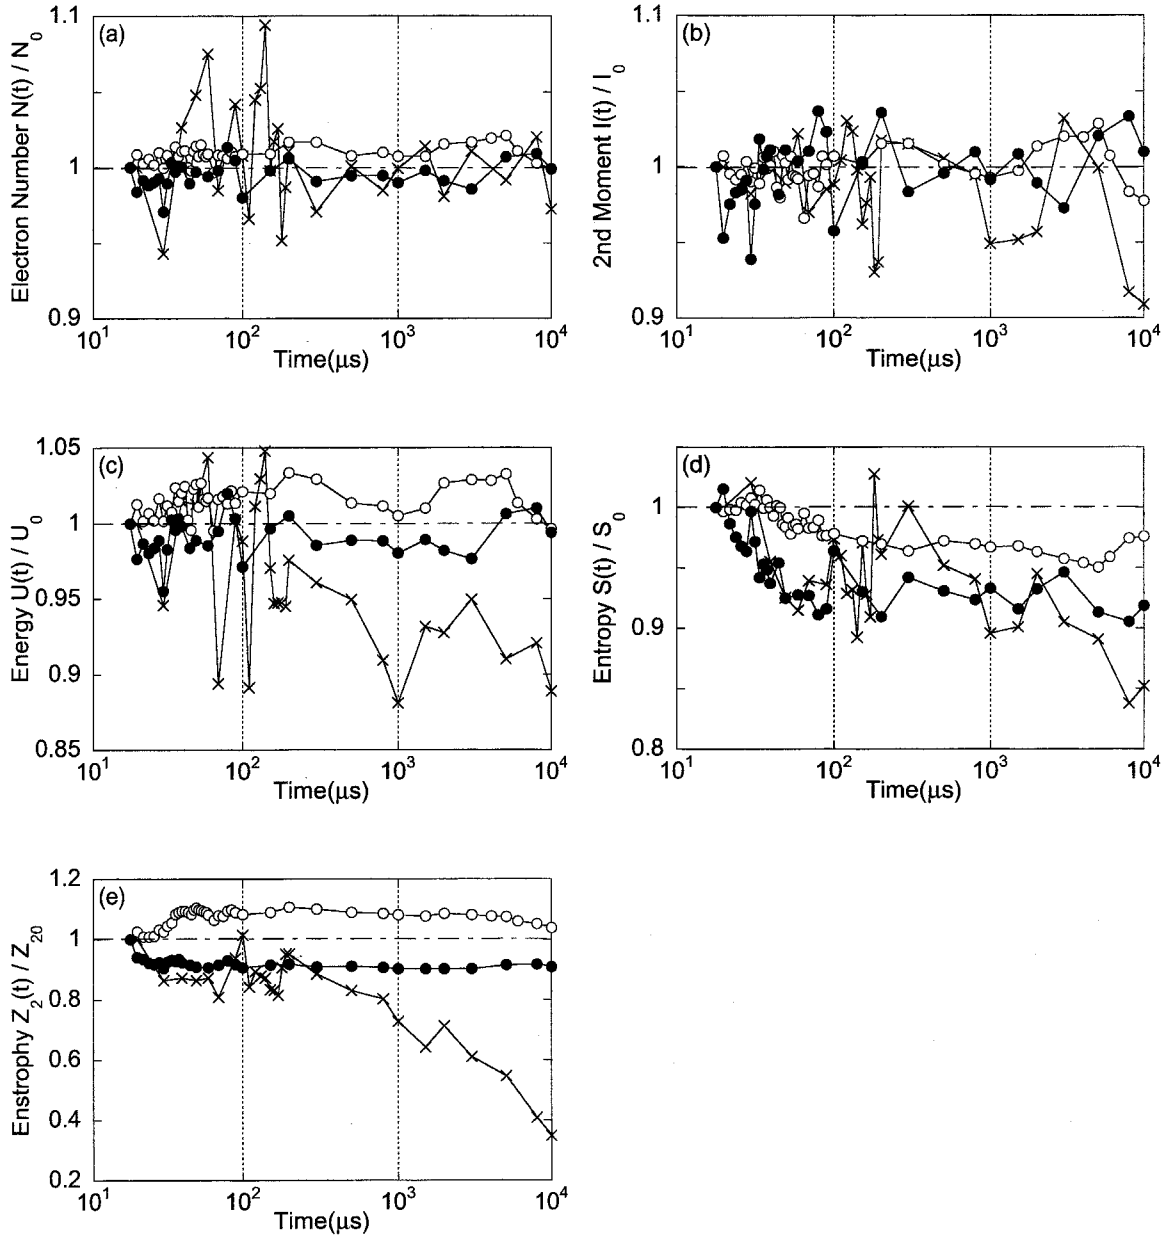 (a)
1.1
1
0.9
Electron Number N(t) / N0
10^1 10^2 10^3 10^4
Time(μs)
(b)
1.1
1
0.9
2nd Moment I(t) / I0
10^1 10^2 10^3 10^4
Time(μs)
(c)
1.05
1
0.95
0.9
0.85
Energy U(t) / U0
10^1 10^2 10^3 10^4
Time(μs)
(d)
1
0.9
0.8
Entropy S(t) / S0
10^1 10^2 10^3 10^4
Time(μs)
(e)
1.2
1
0.8
0.6
0.4
0.2
Enstrophy Z2(t) / Z20
10^1 10^2 10^3 10^4
Time(μs)